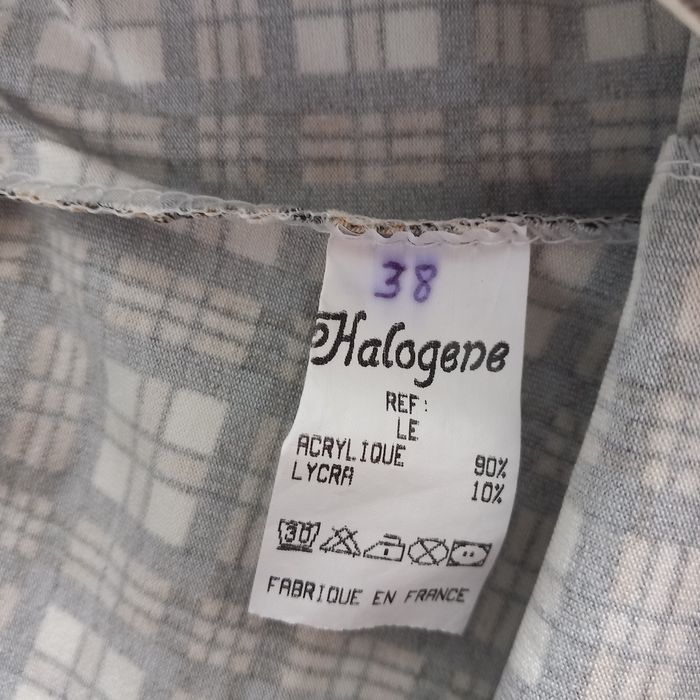 38
Halogene
REF:
LE
ACRYLIQUE 90%
LYCRA 10%
30
FABRIQUE EN FRANCE